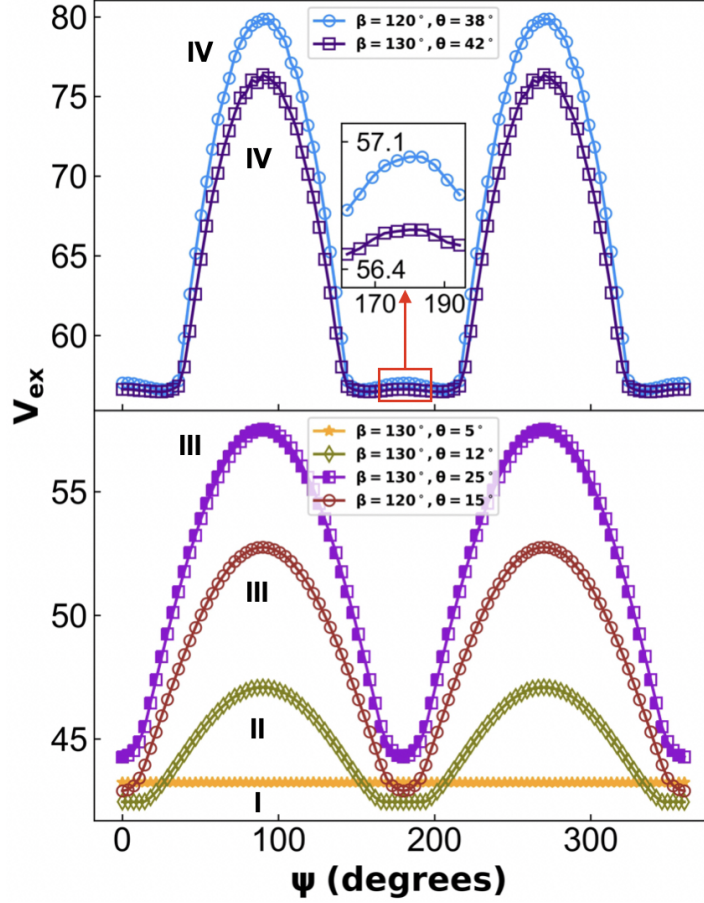 80
75
70
65
60
IV
IV
β = 120°, θ = 38°
β = 130°, θ = 42°
57.1
56.4
170 190
V_ex
55
50
45
III
III
II
I
β = 130°, θ = 5°
β = 130°, θ = 12°
β = 130°, θ = 25°
β = 120°, θ = 15°
0 100 200 300
ψ (degrees)